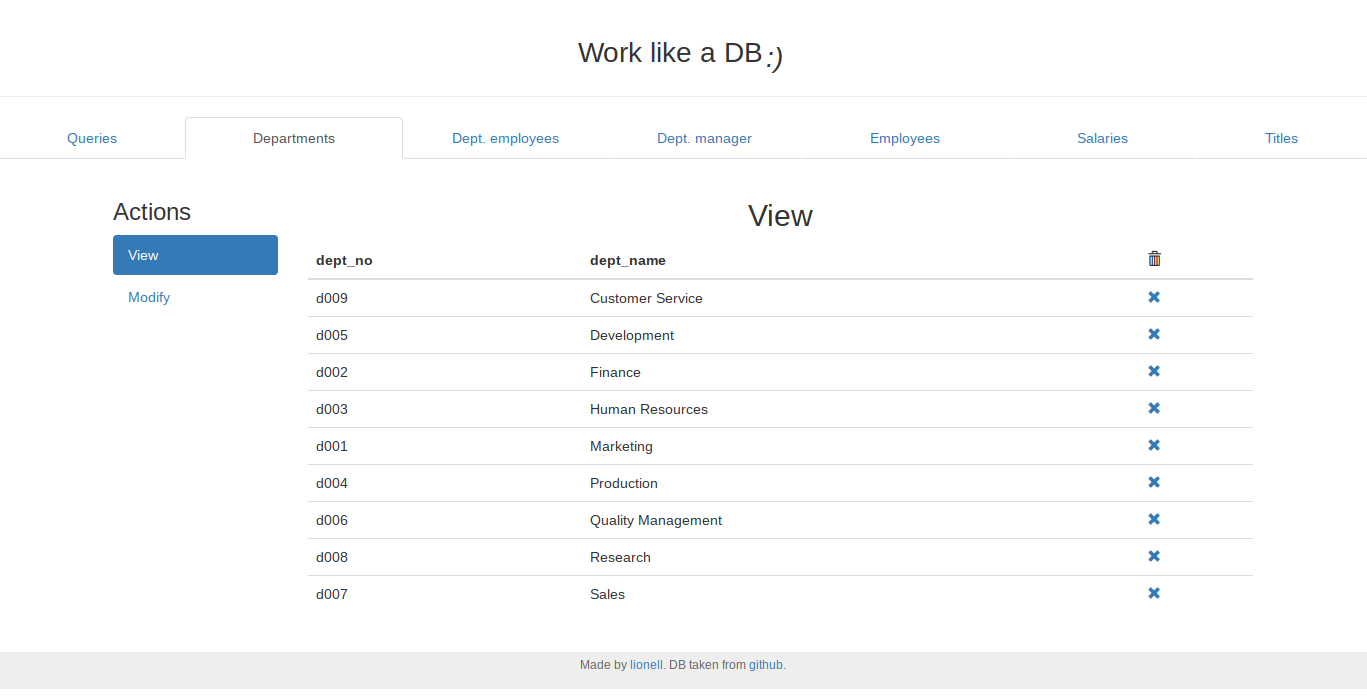 Work like a DB :)
Queries Departments Dept. employees Dept. manager Employees Salaries Titles
Actions
View
Modify
View
dept_no dept_name
d009 Customer Service
d005 Development
d002 Finance
d003 Human Resources
d001 Marketing
d004 Production
d006 Quality Management
d008 Research
d007 Sales
Made by lionell. DB taken from github.